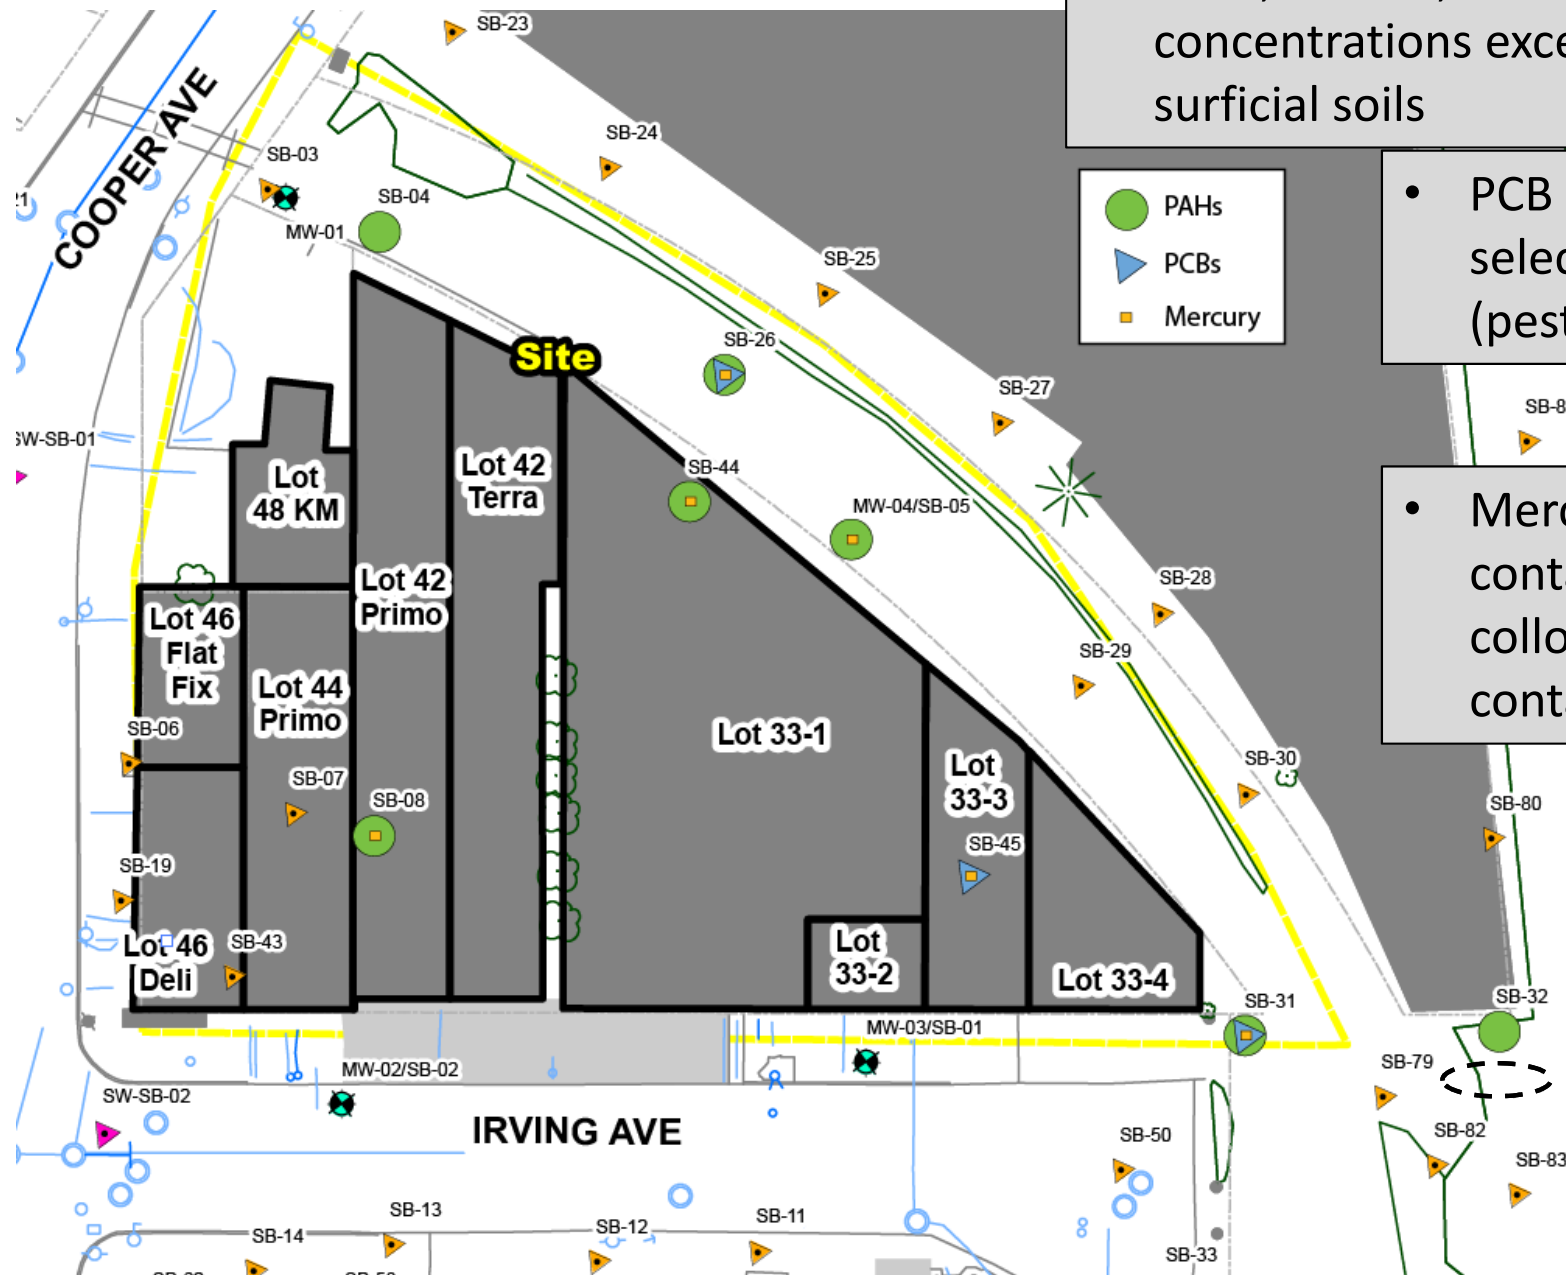 concentrations exce
surficial soils
PCB
selec
(pest
Merc
conta
collo
conta
PAHs
PCBs
Mercury
COOPER AVE
IRVING AVE
Site
SB-23
SB-24
SB-03
SB-04
MW-01
SB-25
SB-26
SB-27
SB-8
SW-SB-01
SB-44
MW-04/SB-05
SB-28
SB-29
SB-30
SB-80
Lot
48 KM
Lot 42
Terra
Lot 42
Primo
Lot 46
Flat
Fix
Lot 44
Primo
Lot 33-1
Lot
33-3
SB-06
SB-07
SB-08
SB-45
SB-19
SB-43
Lot 46
Deli
Lot
33-2
Lot 33-4
SB-31
SB-32
MW-03/SB-01
MW-02/SB-02
SB-79
SW-SB-02
SB-82
SB-50
SB-83
SB-13
SB-14
SB-12
SB-11
SB-33